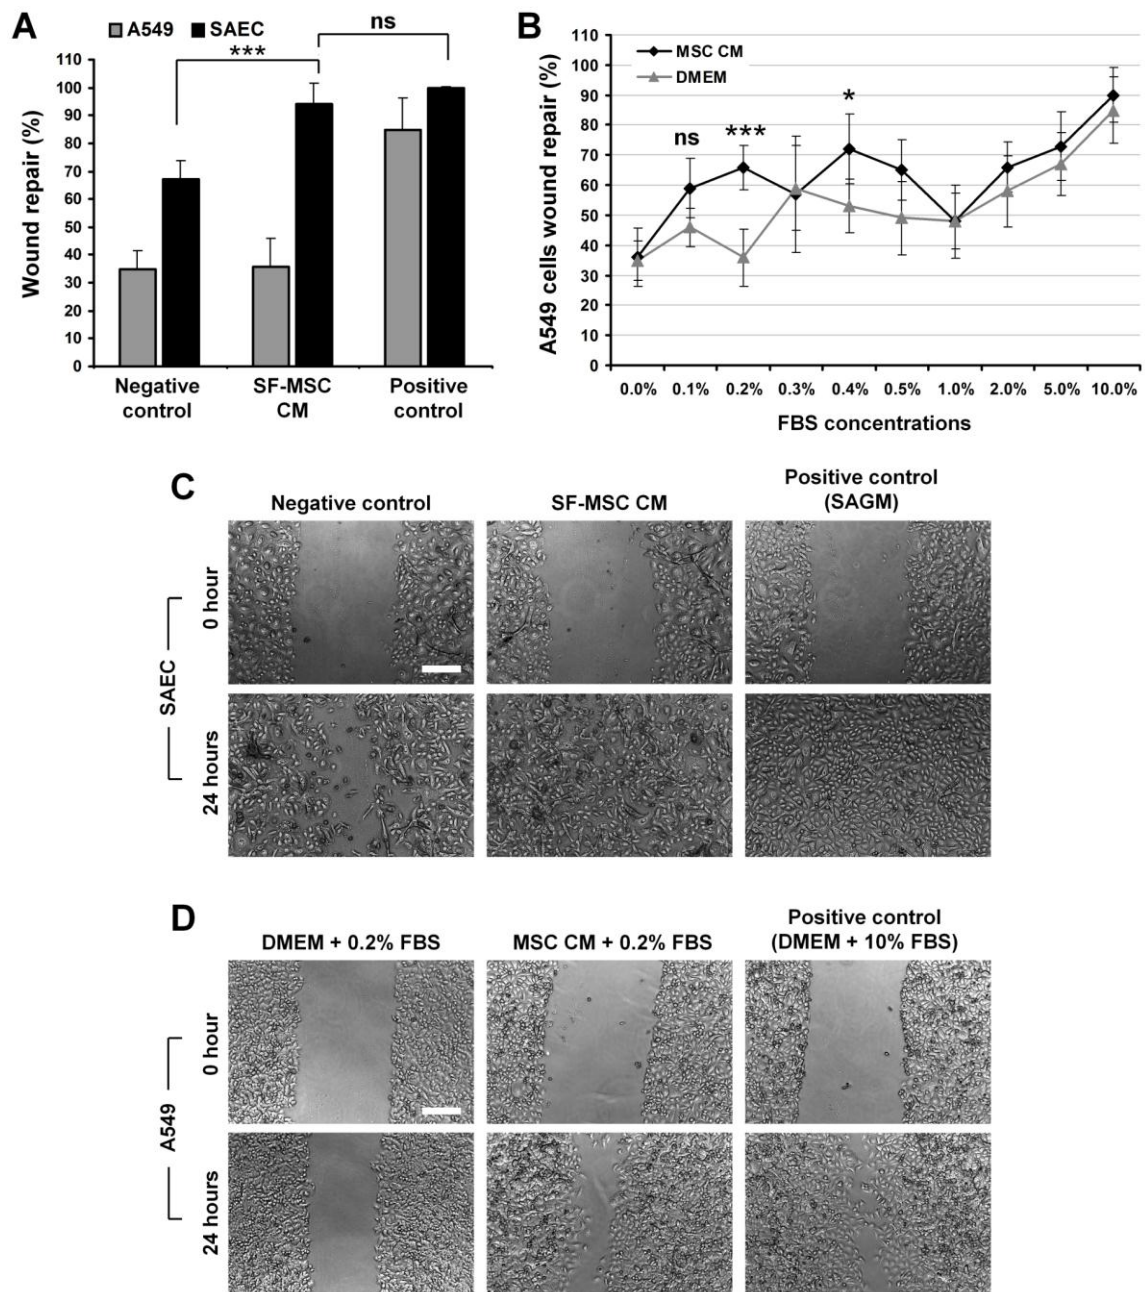 A
A549 SAEC
ns
***
Wound repair (%)
110
100
90
80
70
60
50
40
30
20
10
0
Negative control
SF-MSC CM
Positive control
B
MSC CM
DMEM
ns
***
*
A549 cells wound repair (%)
110
100
90
80
70
60
50
40
30
20
10
0
0.0% 0.1% 0.2% 0.3% 0.4% 0.5% 1.0% 2.0% 5.0% 10.0%
FBS concentrations
C
Negative control
SF-MSC CM
Positive control
(SAGM)
SAEC
0 hour
24 hours
D
DMEM + 0.2% FBS
MSC CM + 0.2% FBS
Positive control
(DMEM + 10% FBS)
A549
0 hour
24 hours